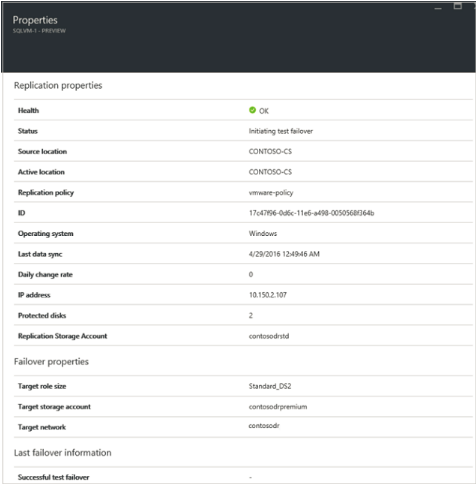 Properties
SQLVM-1 - PREVIEW
Replication properties
Health OK
Status Initiating test failover
Source location CONTOSO-CS
Active location CONTOSO-CS
Replication policy vmware-policy
ID 17c47f96-0d6c-11e6-a498-0050568f364b
Operating system Windows
Last data sync 4/29/2016 12:49:46 AM
Daily change rate 0
IP address 10.150.2.107
Protected disks 2
Replication Storage Account contosodrstd
Failover properties
Target role size Standard_DS2
Target storage account contosodrpremium
Target network contosodr
Last failover information
Successful test failover -